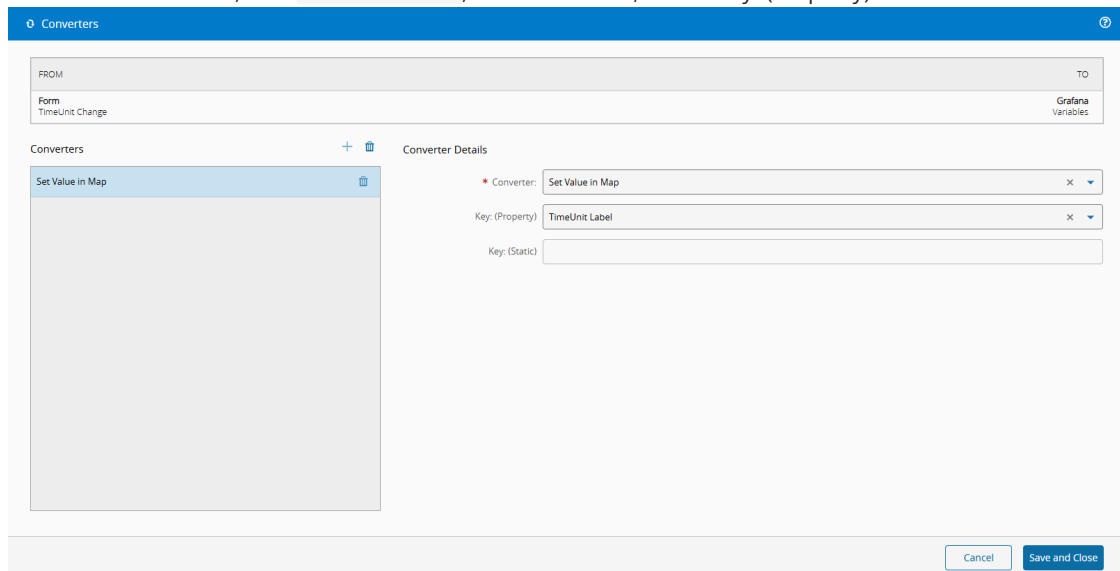 Converters
FROM TO
Form Grafana
TimeUnit Change Variables
Converters
Converter Details
Set Value in Map
* Converter: Set Value in Map
Key: (Property) TimeUnit Label
Key: (Static)
Cancel Save and Close